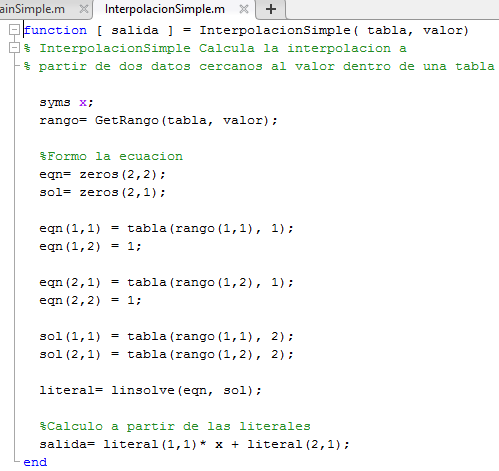 ainSimple.m × InterpolacionSimple.m × +
function [ salida ] = InterpolacionSimple( tabla, valor)
% InterpolacionSimple Calcula la interpolacion a
% partir de dos datos cercanos al valor dentro de una tabla
syms x;
rango= GetRango(tabla, valor);
%Formo la ecuacion
eqn= zeros(2,2);
sol= zeros(2,1);
eqn(1,1) = tabla(rango(1,1), 1);
eqn(1,2) = 1;
eqn(2,1) = tabla(rango(1,2), 1);
eqn(2,2) = 1;
sol(1,1) = tabla(rango(1,1), 2);
sol(2,1) = tabla(rango(1,2), 2);
literal= linsolve(eqn, sol);
%Calculo a partir de las literales
salida= literal(1,1)* x + literal(2,1);
end